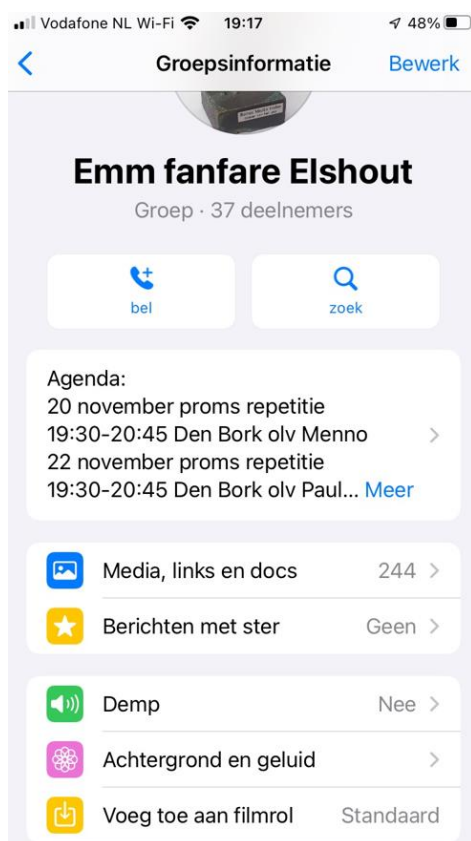 Vodafone NL Wi-Fi 19:17 48%
Groepsinformatie Bewerk
Emm fanfare Elshout
Groep · 37 deelnemers
bel zoek
Agenda:
20 november proms repetitie
19:30-20:45 Den Bork olv Menno
22 november proms repetitie
19:30-20:45 Den Bork olv Paul... Meer
Media, links en docs 244
Berichten met ster Geen
Demp Nee
Achtergrond en geluid
Voeg toe aan filmrol Standaard